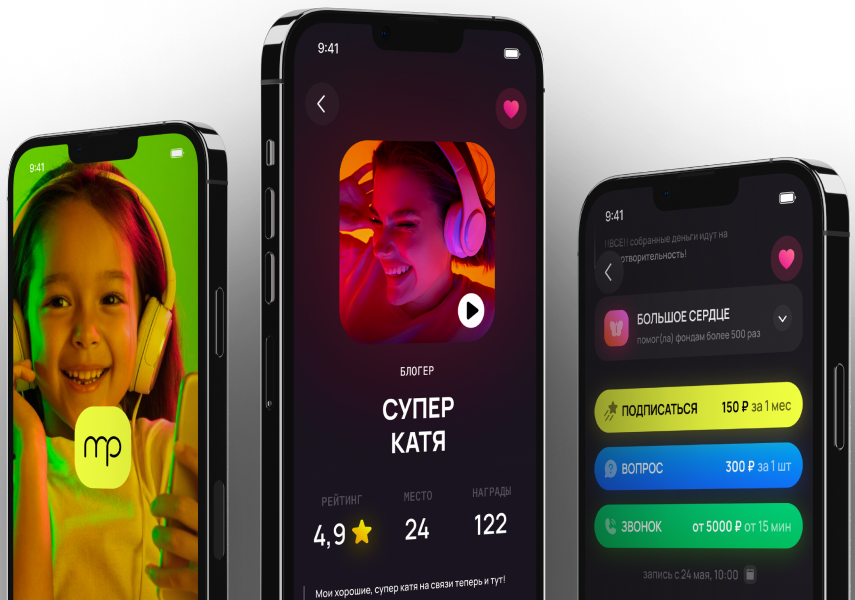 9:41
mp
9:41
БЛОГЕР
СУПЕР
КАТЯ
РЕЙТИНГ
МЕСТО
НАГРАДЫ
4,9
24
122
Мои хорошие, супер катя на связи теперь и тут!
9:41
!!ВСЕ!! собранные деньги идут на
отворительность!
БОЛЬШОЕ СЕРДЦЕ
помог(ла) фондам более 500 раз
ПОДПИСАТЬСЯ 150 ₽ за 1 мес
ВОПРОС 300 ₽ за 1 шт
ЗВОНОК от 5000 ₽ от 15 мин
запись с 24 мая, 10:00